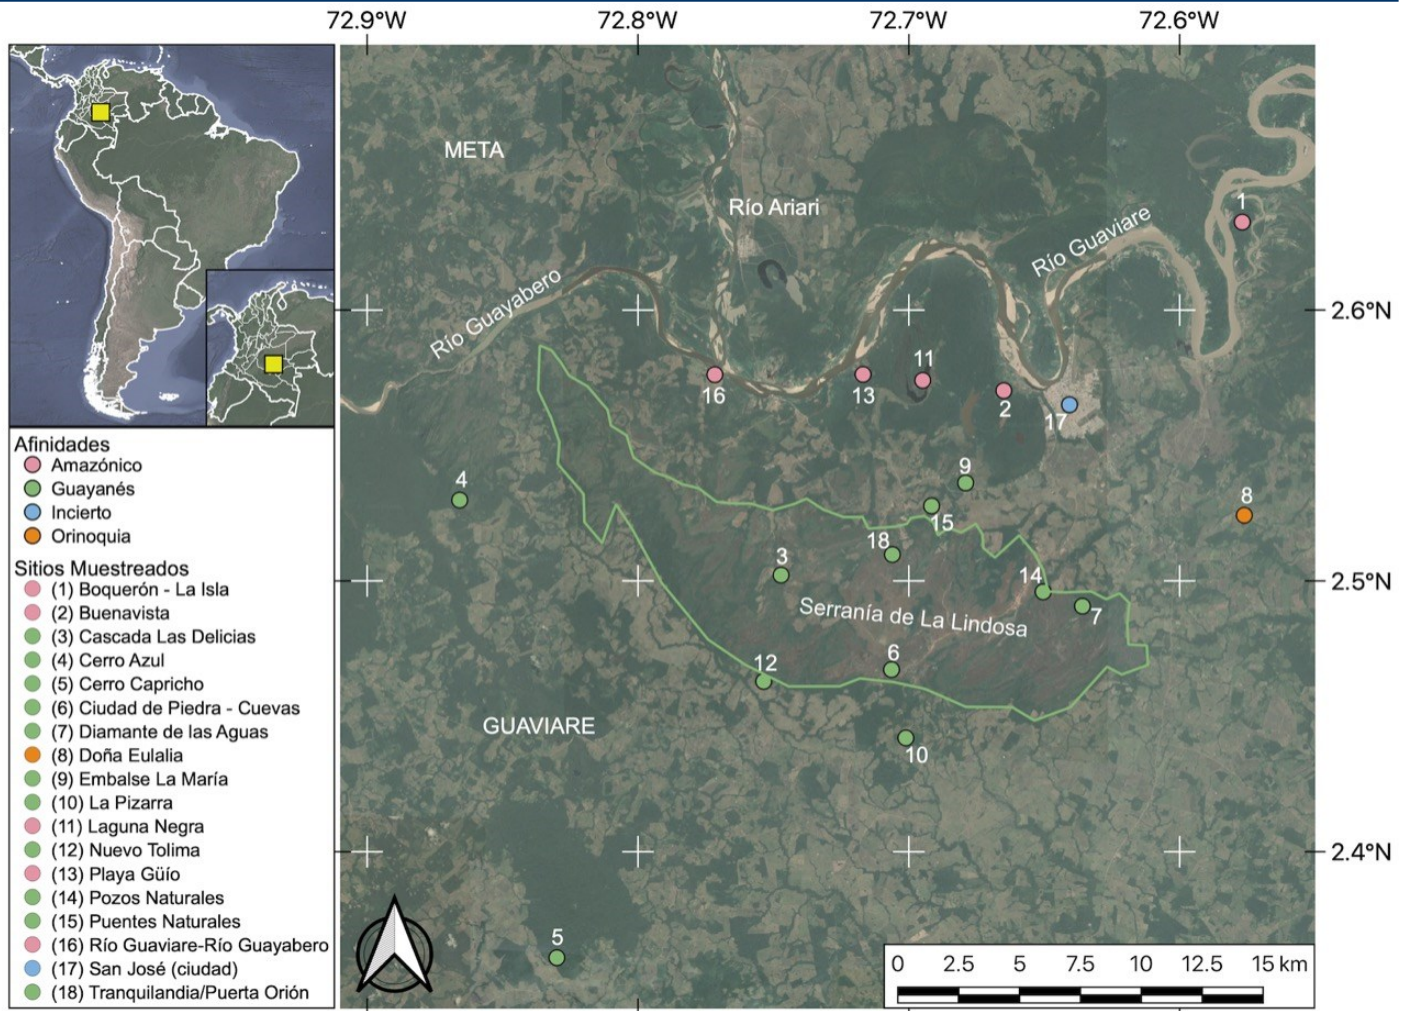 72.9°W 72.8°W 72.7°W 72.6°W
META
Río Ariari
Río Guaviare
Río Guayabero
1
2.6°N
11
16
13
2
17
9
4
8
15
18
3
14
2.5°N
Serranía de La Lindosa
7
6
12
GUAVIARE
10
2.4°N
5
0 2.5 5 7.5 10 12.5 15 km
Afinidades
Amazónico
Guayanés
Incierto
Orinoquia
Sitios Muestreados
(1) Boquerón - La Isla
(2) Buenavista
(3) Cascada Las Delicias
(4) Cerro Azul
(5) Cerro Capricho
(6) Ciudad de Piedra - Cuevas
(7) Diamante de las Aguas
(8) Doña Eulalia
(9) Embalse La María
(10) La Pizarra
(11) Laguna Negra
(12) Nuevo Tolima
(13) Playa Güío
(14) Pozos Naturales
(15) Puentes Naturales
(16) Río Guaviare-Río Guayabero
(17) San José (ciudad)
(18) Tranquilandia/Puerta Orión